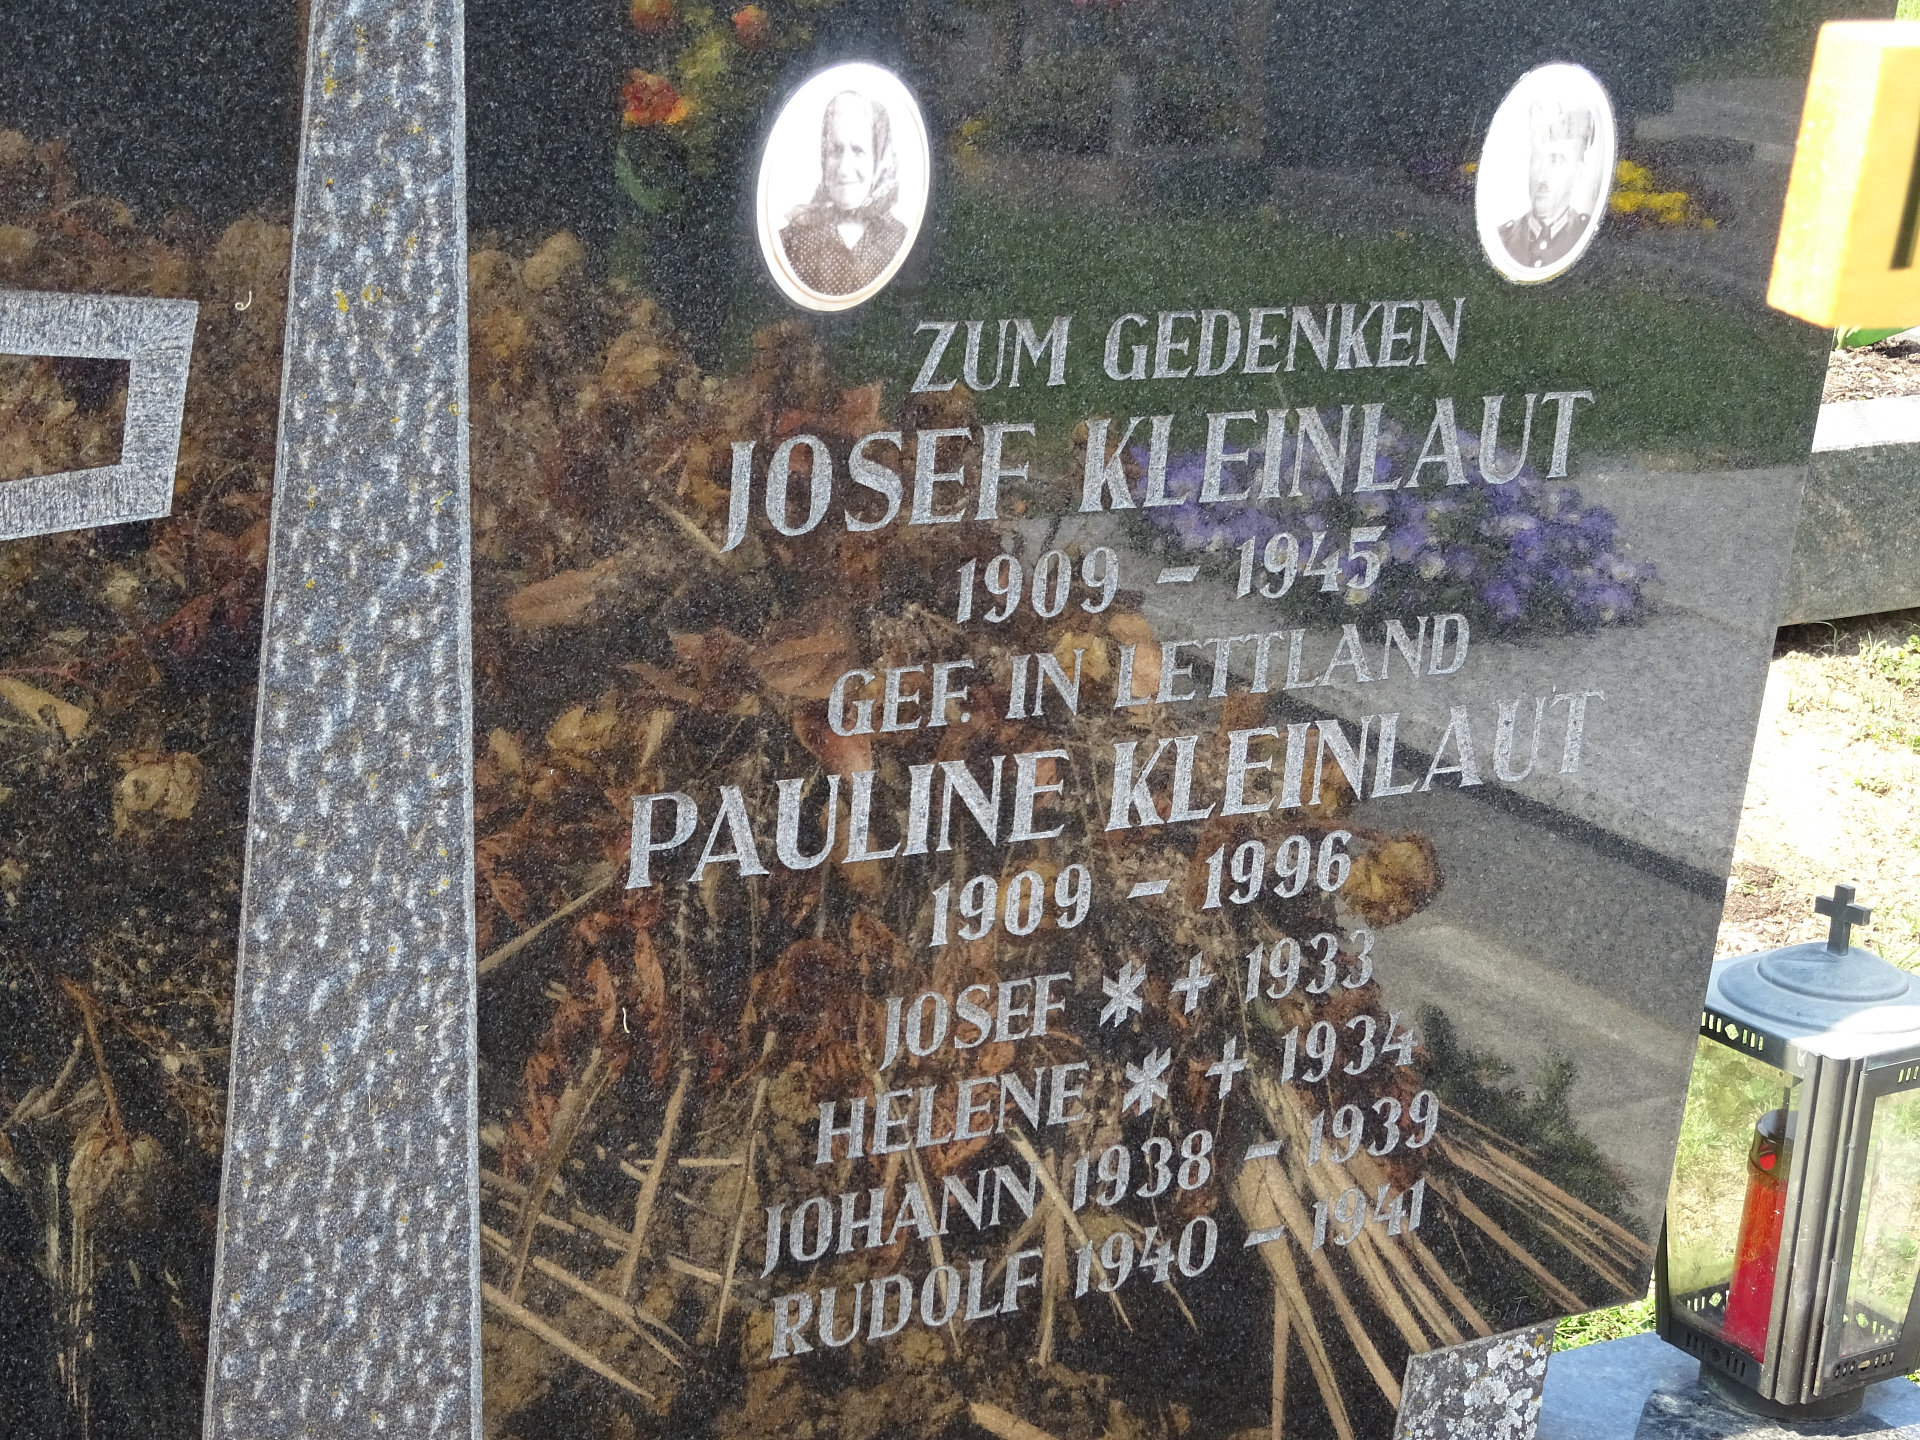 ZUM GEDENKEN
JOSEF KLEINLAUT
1909 – 1945
GEF. IN LETTLAND
PAULINE KLEINLAUT
1909 – 1996
JOSEF * + 1933
HELENE * + 1934
JOHANN 1938 – 1939
RUDOLF 1940 – 1941